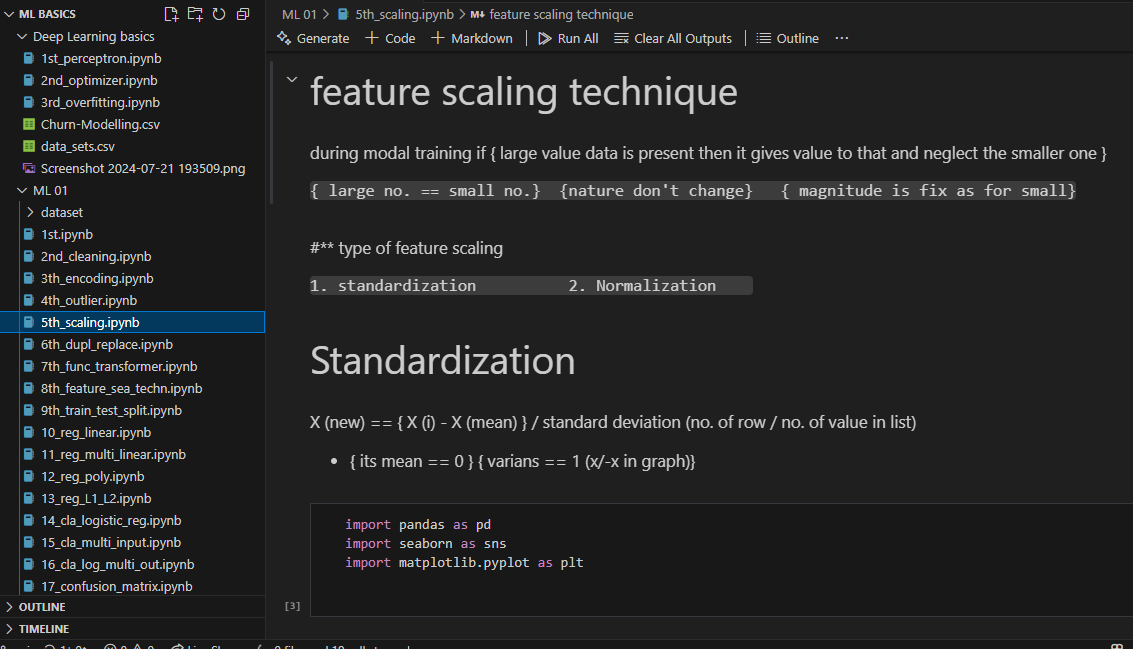 ML BASICS
Deep Learning basics
1st_perceptron.ipynb
2nd_optimizer.ipynb
3rd_overfitting.ipynb
Churn-Modelling.csv
data_sets.csv
Screenshot 2024-07-21 193509.png
ML 01
dataset
1st.ipynb
2nd_cleaning.ipynb
3th_encoding.ipynb
4th_outlier.ipynb
5th_scaling.ipynb
6th_dupl_replace.ipynb
7th_func_transformer.ipynb
8th_feature_sea_techn.ipynb
9th_train_test_split.ipynb
10_reg_linear.ipynb
11_reg_multi_linear.ipynb
12_reg_poly.ipynb
13_reg_L1_L2.ipynb
14_cla_logistic_reg.ipynb
15_cla_multi_input.ipynb
16_cla_log_multi_out.ipynb
17_confusion_matrix.ipynb
OUTLINE
TIMELINE
ML 01 > 5th_scaling.ipynb > M↓ feature scaling technique
Generate + Code + Markdown | Run All Clear All Outputs | Outline ...
feature scaling technique
during modal training if { large value data is present then it gives value to that and neglect the smaller one }
{ large no. == small no.} {nature don't change} { magnitude is fix as for small}
#** type of feature scaling
1. standardization 2. Normalization
Standardization
X (new) == { X (i) - X (mean) } / standard deviation (no. of row / no. of value in list)
• { its mean == 0 } { varians == 1 (x/-x in graph)}
import pandas as pd
import seaborn as sns
import matplotlib.pyplot as plt
[3]